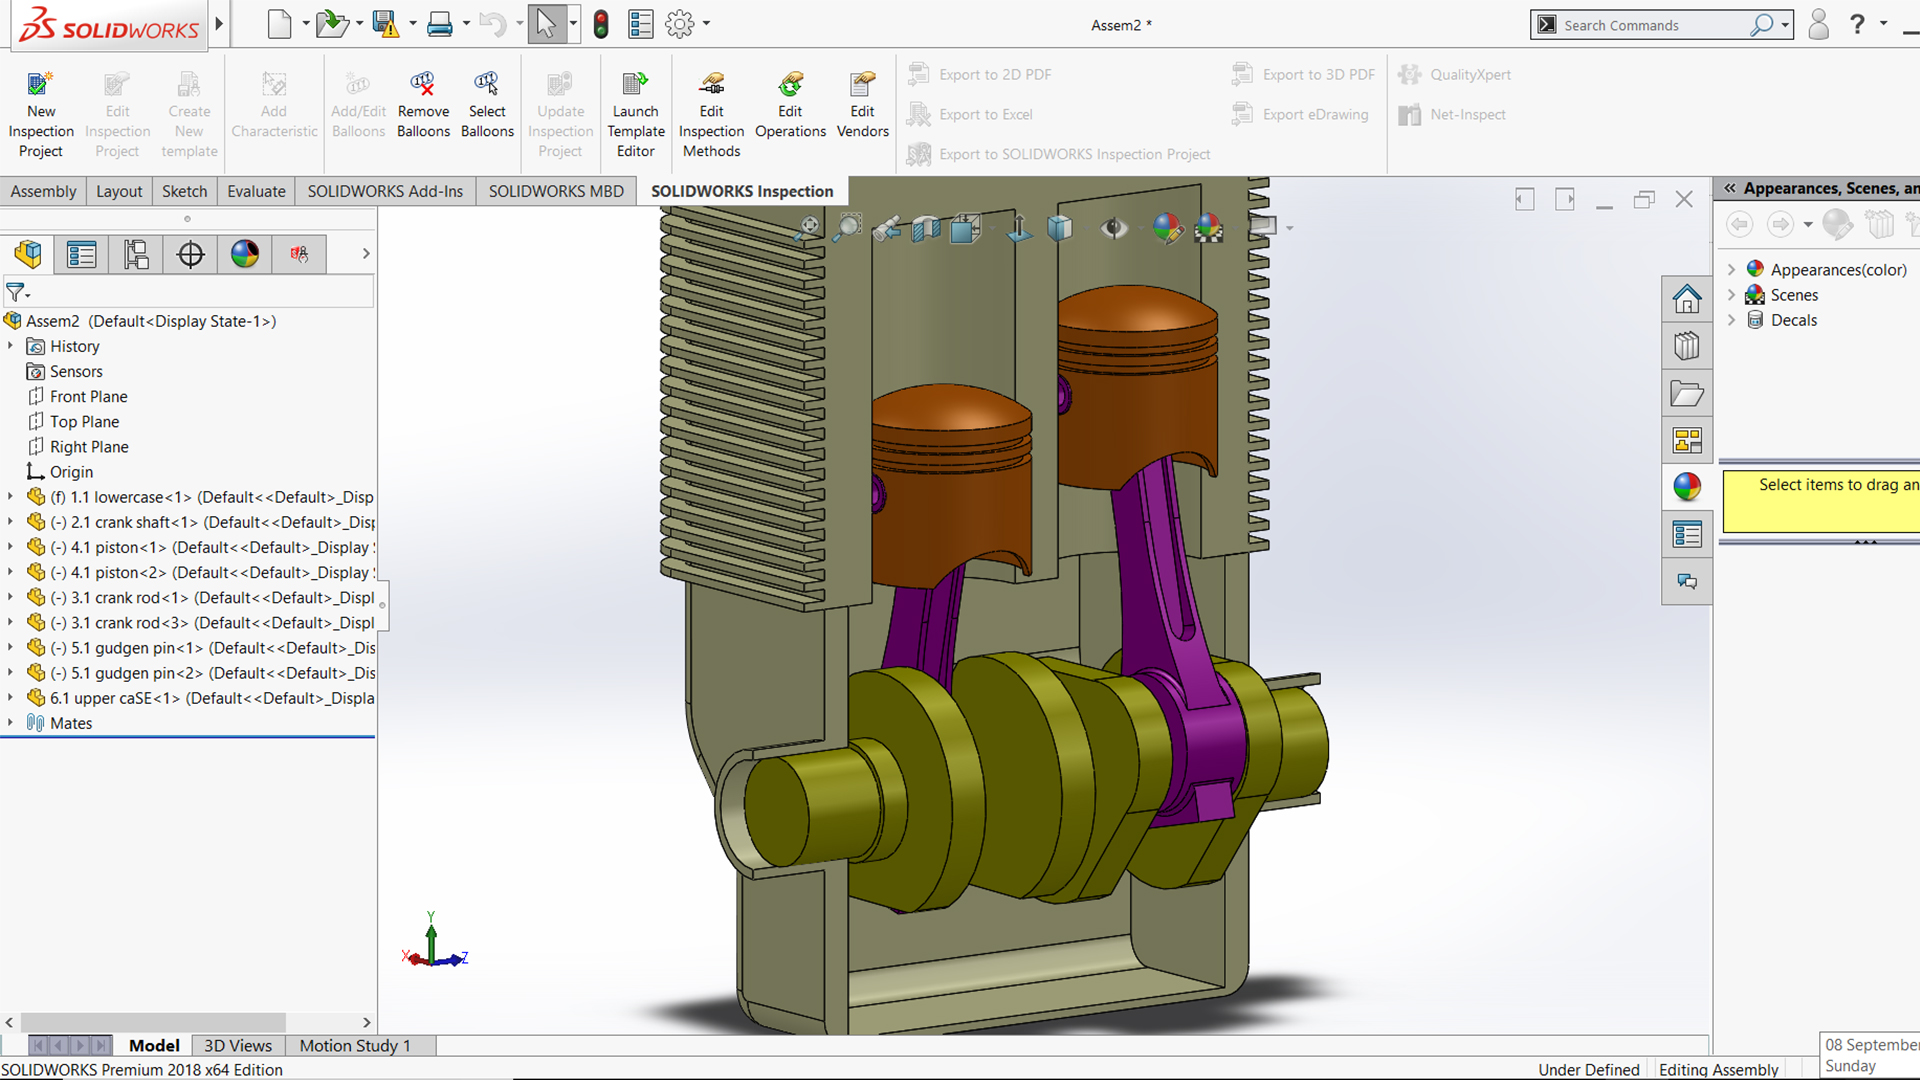 SOLIDWORKS
Assem2 *
Search Commands
?
New Inspection Project
Edit Inspection Project
Create New template
Add Characteristic
Add/Edit Balloons
Remove Balloons
Select Balloons
Update Inspection Project
Launch Template Editor
Edit Inspection Methods
Edit Operations
Edit Vendors
Export to 2D PDF
Export to Excel
Export to SOLIDWORKS Inspection Project
Export to 3D PDF
Export eDrawing
QualityXpert
Net-Inspect
Assembly
Layout
Sketch
Evaluate
SOLIDWORKS Add-Ins
SOLIDWORKS MBD
SOLIDWORKS Inspection
Assem2 (Default<Display State-1>)
History
Sensors
Front Plane
Top Plane
Right Plane
Origin
(f) 1.1 lowercase<1> (Default<<Default>_Disp
(-) 2.1 crank shaft<1> (Default<<Default>_Disp
(-) 4.1 piston<1> (Default<<Default>_Display
(-) 4.1 piston<2> (Default<<Default>_Display
(-) 3.1 crank rod<1> (Default<<Default>_Displ
(-) 3.1 crank rod<3> (Default<<Default>_Displ
(-) 5.1 gudgen pin<1> (Default<<Default>_Dis
(-) 5.1 gudgen pin<2> (Default<<Default>_Dis
6.1 upper caSE<1> (Default<<Default>_Displa
Mates
Y
X
Z
Appearances, Scenes, an
Appearances(color)
Scenes
Decals
Select items to drag an
Model
3D Views
Motion Study 1
SOLIDWORKS Premium 2018 x64 Edition
Under Defined
Editing Assembly
08 September
Sunday